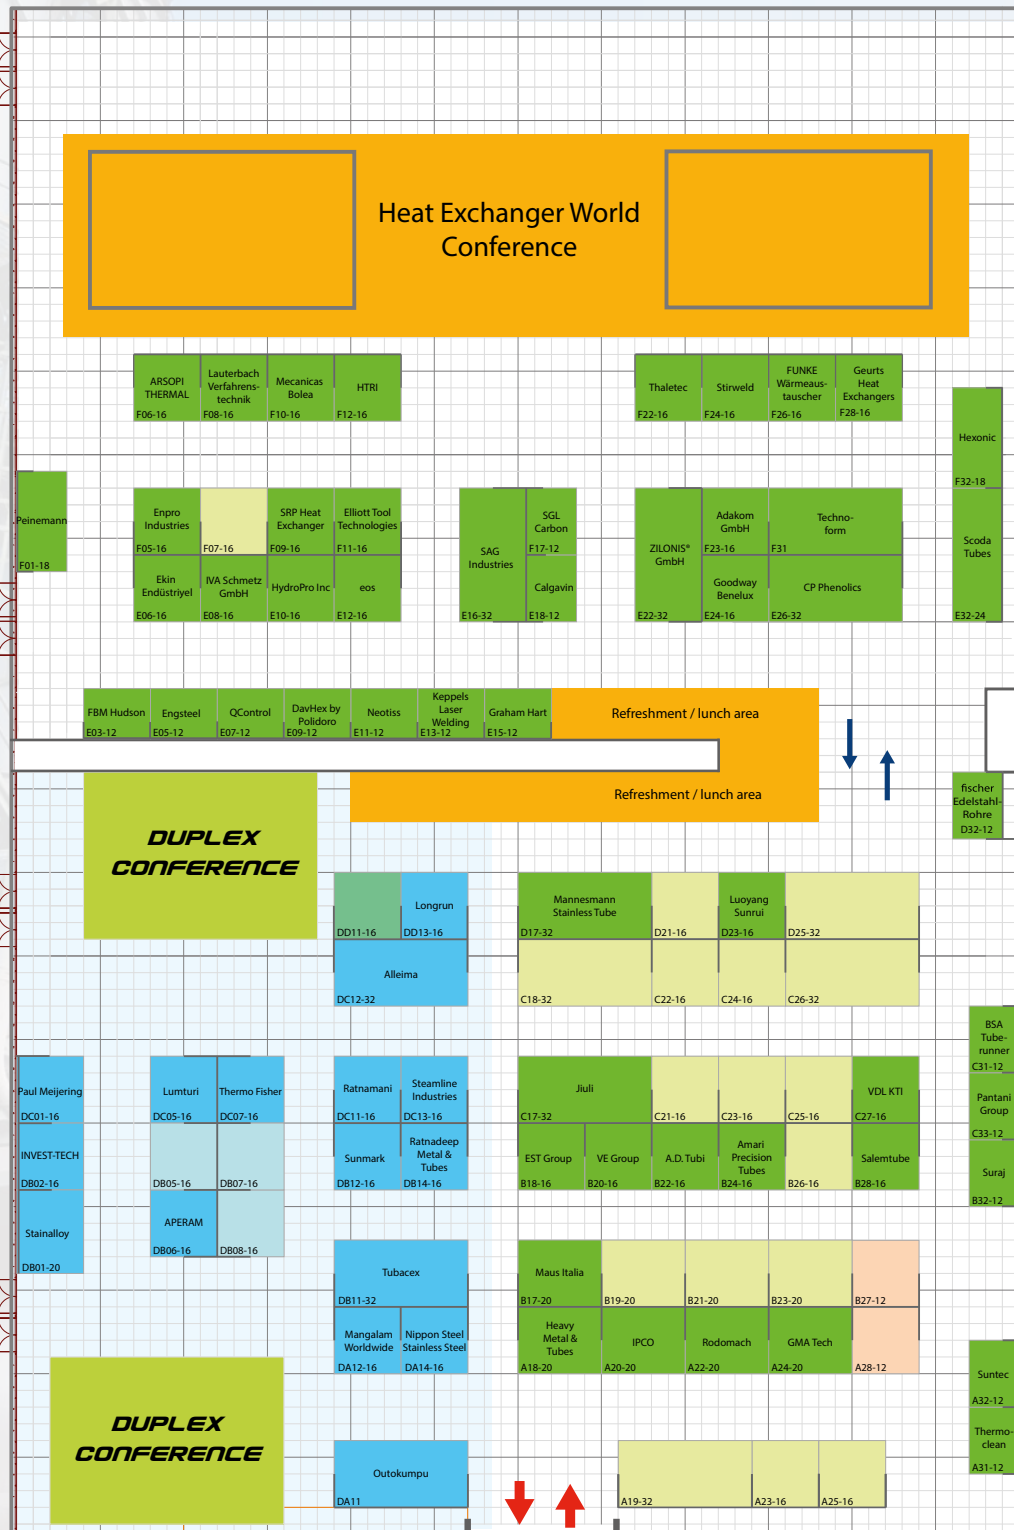 Heat Exchanger World
Conference
ARSOPI
THERMAL
F06-16
Lauterbach
Verfahrens-
technik
F08-16
Mecanicas
Bolea
F10-16
HTRI
F12-16
Thaletec
F22-16
Stirweld
F24-16
FUNKE
Wärmeaus-
tauscher
F26-16
Geurts
Heat
Exchangers
F28-16
Hexonic
F32-18
Peinemann
F01-18
Enpro
Industries
F05-16
F07-16
SRP Heat
Exchanger
F09-16
Elliott Tool
Technologies
F11-16
SAG
Industries
E16-32
SGL
Carbon
F17-12
ZILONIS®
GmbH
E22-32
Adakom
GmbH
F23-16
Techno-
form
F31
Scoda
Tubes
E32-24
Ekin
Endüstriyel
E06-16
IVA Schmetz
GmbH
E08-16
HydroPro Inc
E10-16
eos
E12-16
Calgavin
E18-12
Goodway
Benelux
E24-16
CP Phenolics
E26-32
FBM Hudson
E03-12
Engsteel
E05-12
QControl
E07-12
DavHex by
Polidoro
E09-12
Neotiss
E11-12
Keppels
Laser
Welding
E13-12
Graham Hart
E15-12
Refreshment / lunch area
Refreshment / lunch area
fischer
Edelstahl-
Rohre
D32-12
DUPLEX
CONFERENCE
DD11-16
Longrun
DD13-16
Alleima
DC12-32
Mannesmann
Stainless Tube
D17-32
D21-16
Luoyang
Sunrui
D23-16
D25-32
C18-32
C22-16
C24-16
C26-32
BSA
Tube-
runner
C31-12
Pantani
Group
C33-12
Suraj
B32-12
Paul Meijering
DC01-16
Lumturi
DC05-16
Thermo Fisher
DC07-16
Ratnamani
DC11-16
Steamline
Industries
DC13-16
Jiuli
C17-32
C21-16
C23-16
C25-16
VDL KTI
C27-16
INVEST-TECH
DB02-16
DB05-16
DB07-16
Sunmark
DB12-16
Ratnadeep
Metal &
Tubes
DB14-16
EST Group
B18-16
VE Group
B20-16
A.D. Tubi
B22-16
Amari
Precision
Tubes
B24-16
B26-16
Salemtube
B28-16
Stainalloy
DB01-20
APERAM
DB06-16
DB08-16
Tubacex
DB11-32
Maus Italia
B17-20
B19-20
B21-20
B23-20
B27-12
Mangalam
Worldwide
DA12-16
Nippon Steel
Stainless Steel
DA14-16
Heavy
Metal &
Tubes
A18-20
IPCO
A20-20
Rodomach
A22-20
GMA Tech
A24-20
A28-12
Suntec
A32-12
Thermo-
clean
A31-12
DUPLEX
CONFERENCE
Outokumpu
DA11
A19-32
A23-16
A25-16